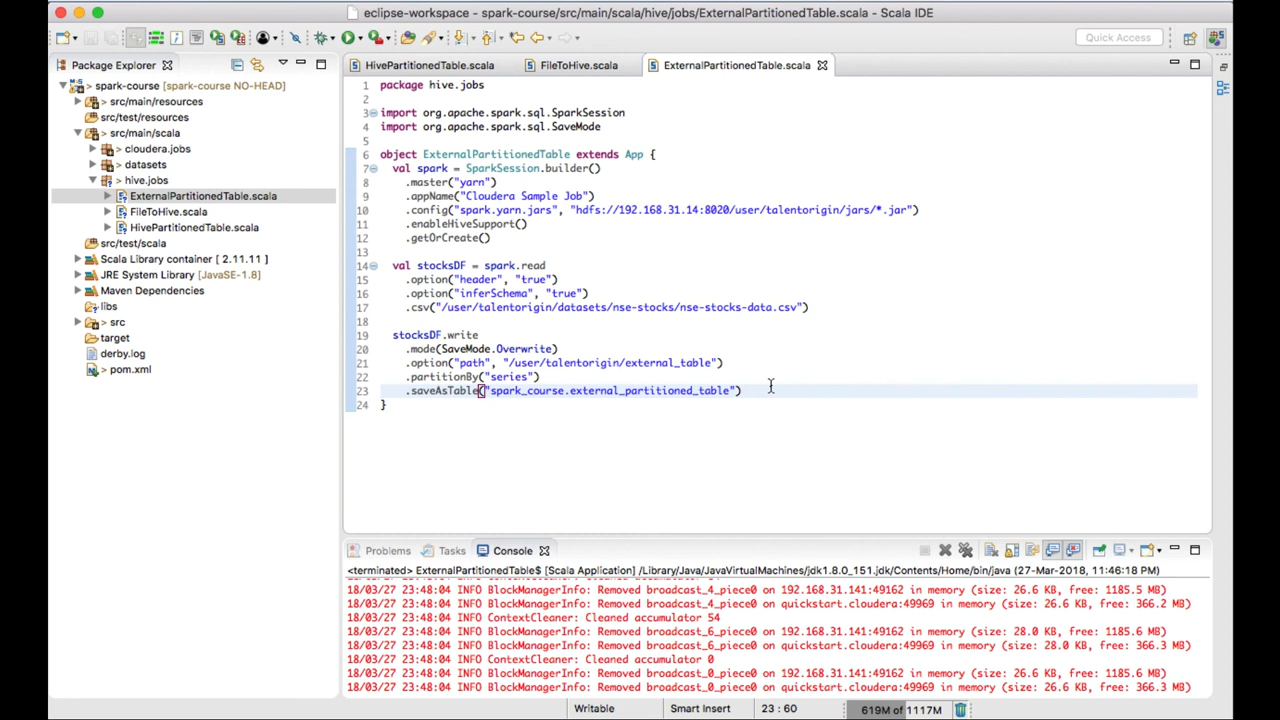 eclipse-workspace - spark-course/src/main/scala/hive/jobs/ExternalPartitionedTable.scala - Scala IDE
Quick Access
Package Explorer
spark-course [spark-course NO-HEAD]
src/main/resources
src/test/resources
src/main/scala
cloudera.jobs
datasets
hive.jobs
ExternalPartitionedTable.scala
FileToHive.scala
HivePartitionedTable.scala
src/test/scala
Scala Library container [ 2.11.11 ]
JRE System Library [JavaSE-1.8]
Maven Dependencies
libs
src
target
derby.log
pom.xml
HivePartitionedTable.scala FileToHive.scala ExternalPartitionedTable.scala
1 package hive.jobs
2
3 import org.apache.spark.sql.SparkSession
4 import org.apache.spark.sql.SaveMode
5
6 object ExternalPartitionedTable extends App {
7 val spark = SparkSession.builder()
8 .master("yarn")
9 .appName("Cloudera Sample Job")
10 .config("spark.yarn.jars", "hdfs://192.168.31.14:8020/user/talentorigin/jars/*.jar")
11 .enableHiveSupport()
12 .getOrCreate()
13
14 val stocksDF = spark.read
15 .option("header", "true")
16 .option("inferSchema", "true")
17 .csv("/user/talentorigin/datasets/nse-stocks/nse-stocks-data.csv")
18
19 stocksDF.write
20 .mode(SaveMode.Overwrite)
21 .option("path", "/user/talentorigin/external_table")
22 .partitionBy("series")
23 .saveAsTable("spark_course.external_partitioned_table")
24 }
Problems Tasks Console
<terminated> ExternalPartitionedTable$ [Scala Application] /Library/Java/JavaVirtualMachines/jdk1.8.0_151.jdk/Contents/Home/bin/java (27-Mar-2018, 11:46:18 PM)
18/03/27 23:48:04 INFO BlockManagerInfo: Removed broadcast_4_piece0 on 192.168.31.141:49162 in memory (size: 26.6 KB, free: 1185.5 MB)
18/03/27 23:48:04 INFO BlockManagerInfo: Removed broadcast_4_piece0 on quickstart.cloudera:49969 in memory (size: 26.6 KB, free: 366.2 MB)
18/03/27 23:48:04 INFO ContextCleaner: Cleaned accumulator 54
18/03/27 23:48:04 INFO BlockManagerInfo: Removed broadcast_6_piece0 on 192.168.31.141:49162 in memory (size: 28.0 KB, free: 1185.6 MB)
18/03/27 23:48:04 INFO BlockManagerInfo: Removed broadcast_6_piece0 on quickstart.cloudera:49969 in memory (size: 28.0 KB, free: 366.3 MB)
18/03/27 23:48:04 INFO ContextCleaner: Cleaned accumulator 0
18/03/27 23:48:04 INFO BlockManagerInfo: Removed broadcast_0_piece0 on 192.168.31.141:49162 in memory (size: 26.6 KB, free: 1185.6 MB)
18/03/27 23:48:04 INFO BlockManagerInfo: Removed broadcast_0_piece0 on quickstart.cloudera:49969 in memory (size: 26.6 KB, free: 366.3 MB)
Writable Smart Insert 23 : 60 619M of 1117M